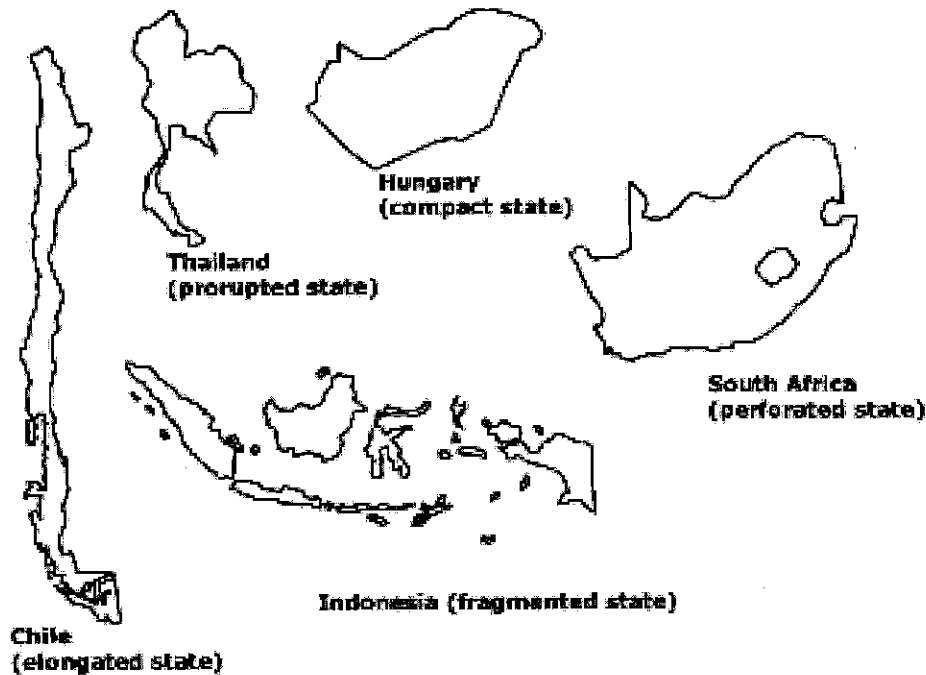 Hungary
(compact state)
Thailand
(prorupted state)
South Africa
(perforated state)
Indonesia (fragmented state)
Chile
(elongated state)